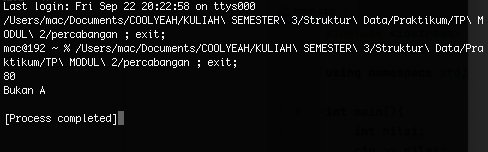 Last login: Fri Sep 22 20:22:58 on ttys000
/Users/mac/Documents/COOLYEAH/KULIAH\ SEMESTER\ 3/Struktur\ Data/Praktikum/TP\ M
ODUL\ 2/percabangan ; exit;
mac@192 ~ % /Users/mac/Documents/COOLYEAH/KULIAH\ SEMESTER\ 3/Struktur\ Data/Pra
ktikum/TP\ MODUL\ 2/percabangan ; exit;
80
Bukan A
[Process completed]